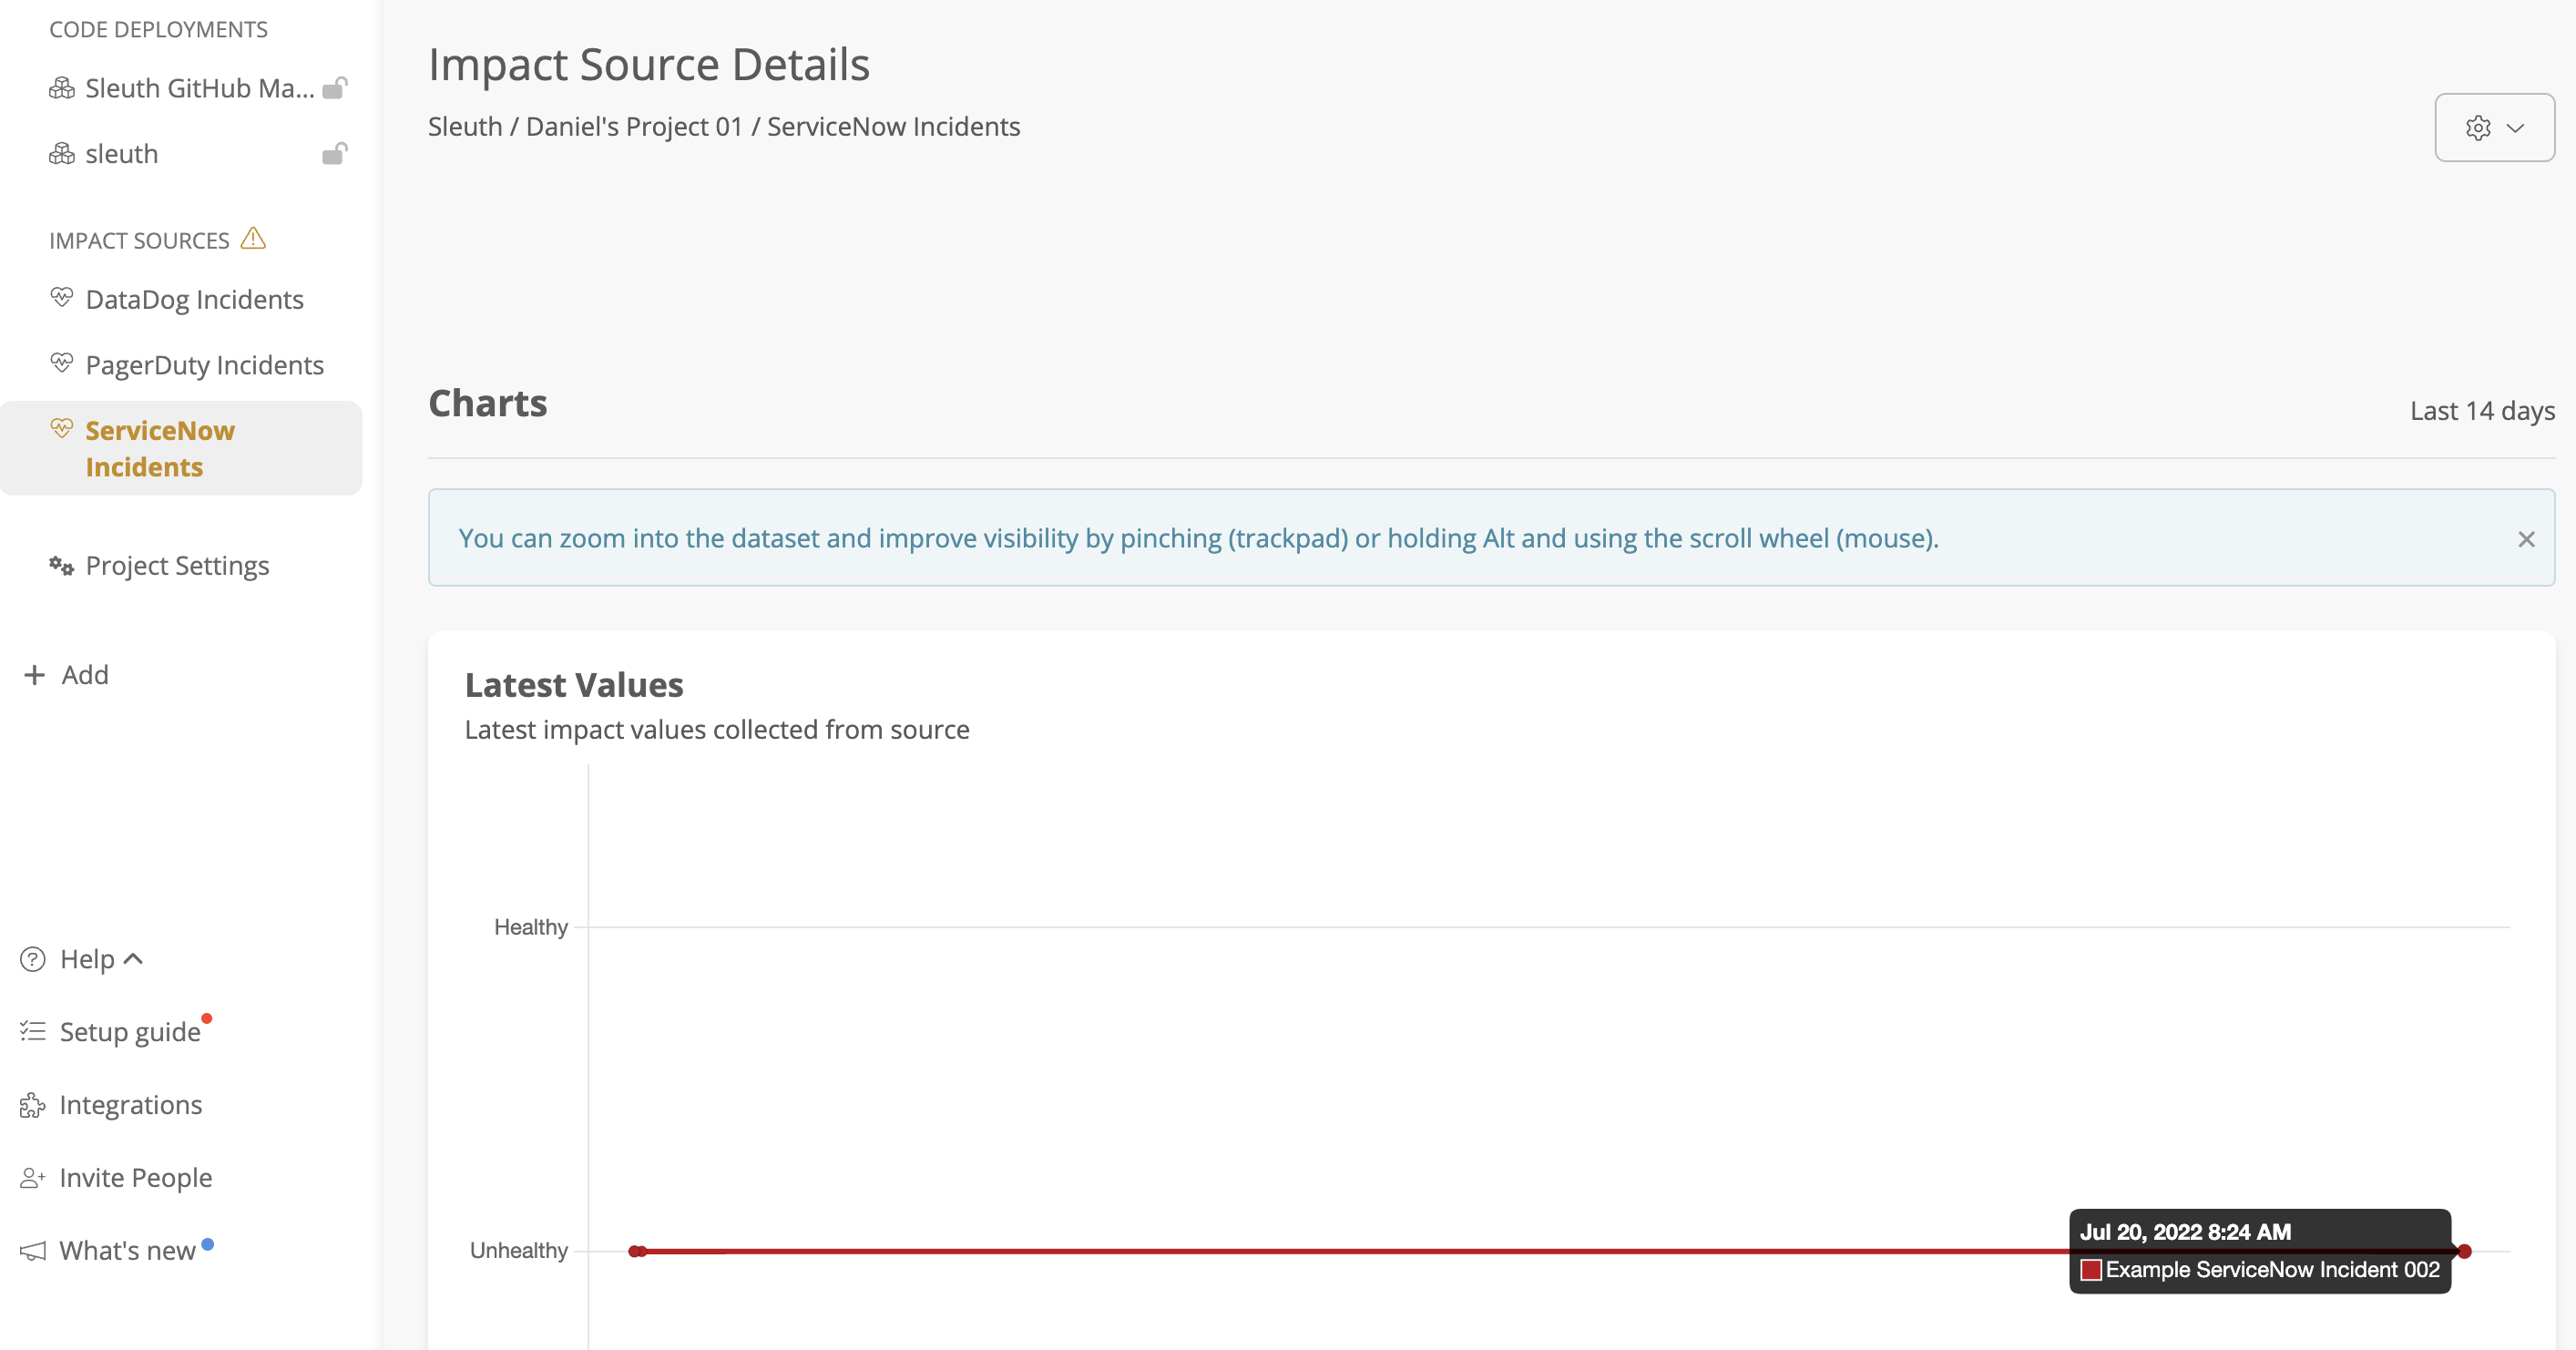 CODE DEPLOYMENTS
Sleuth GitHub Ma...
sleuth
IMPACT SOURCES
DataDog Incidents
PagerDuty Incidents
ServiceNow
Incidents
Project Settings
Add
Help
Setup guide
Integrations
Invite People
What's new
Impact Source Details
Sleuth / Daniel's Project 01 / ServiceNow Incidents
Charts
Last 14 days
You can zoom into the dataset and improve visibility by pinching (trackpad) or holding Alt and using the scroll wheel (mouse).
Latest Values
Latest impact values collected from source
Healthy
Unhealthy
Jul 20, 2022 8:24 AM
Example ServiceNow Incident 002